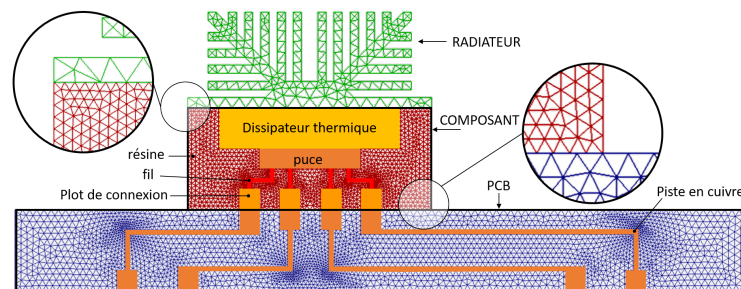 RADIATEUR
COMPOSANT
Dissipateur thermique
résine
puce
fil
Plot de connexion
PCB
Piste en cuivre